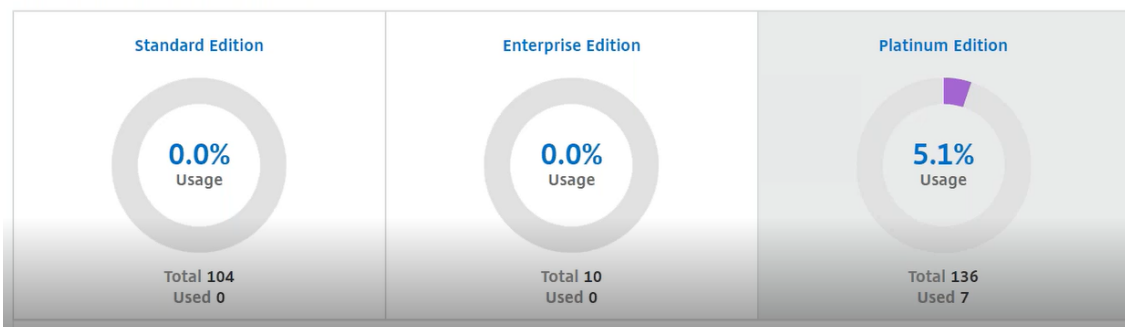 Standard Edition
0.0%
Usage
Total 104
Used 0
Enterprise Edition
0.0%
Usage
Total 10
Used 0
Platinum Edition
5.1%
Usage
Total 136
Used 7